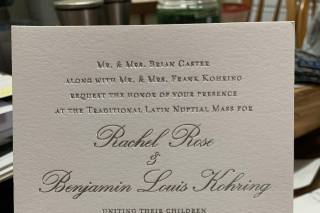 Mr. & Mrs. Brian Caster
along with Mr. & Mrs. Frank Kohring
request the honor of your presence
at the Traditional Latin Nuptial Mass for
Rachel Rose
&
Benjamin Louis Kohring
uniting their children